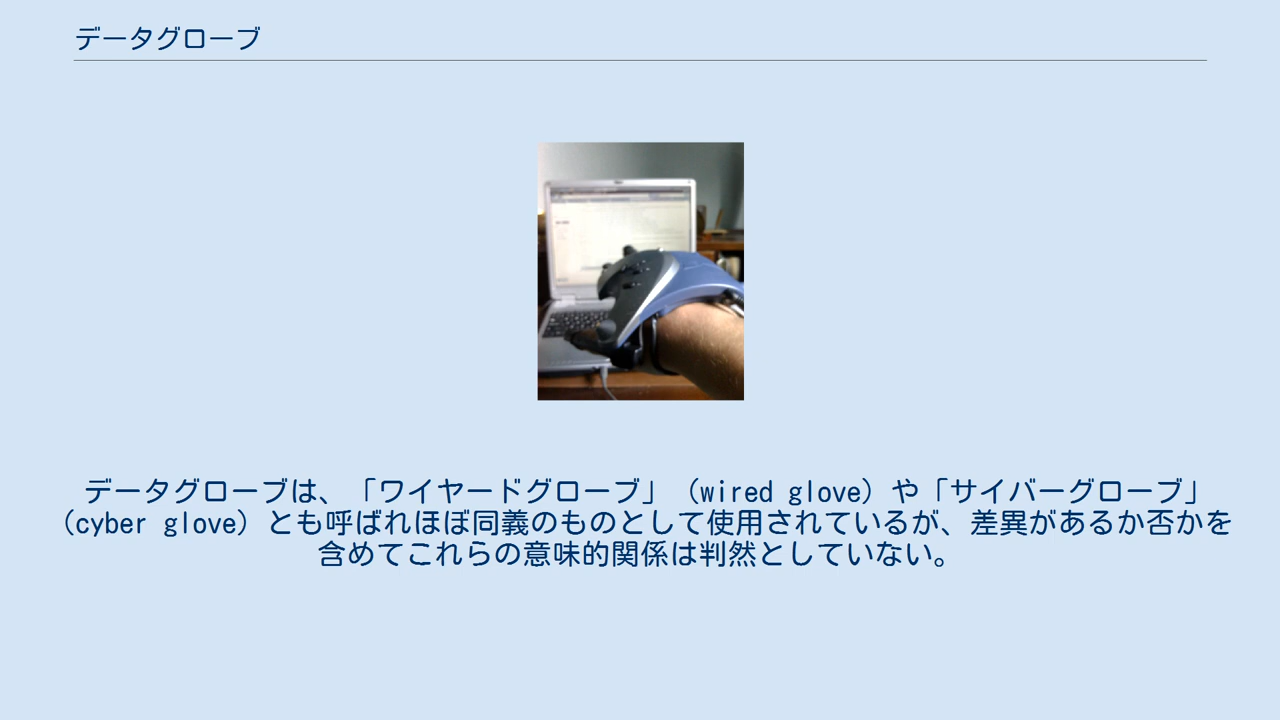 データグローブ
データグローブは、「ワイヤードグローブ」（wired glove）や「サイバーグローブ」
（cyber glove）とも呼ばれほぼ同義のものとして使用されているが、差異があるか否かを
含めてこれらの意味的関係は判然としていない。